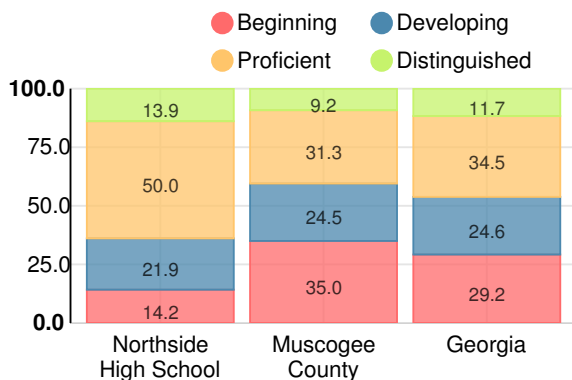 Beginning
Developing
Proficient
Distinguished
100.0
75.0
50.0
25.0
0.0
13.9
50.0
21.9
14.2
9.2
31.3
24.5
35.0
11.7
34.5
24.6
29.2
Northside
High School
Muscogee
County
Georgia